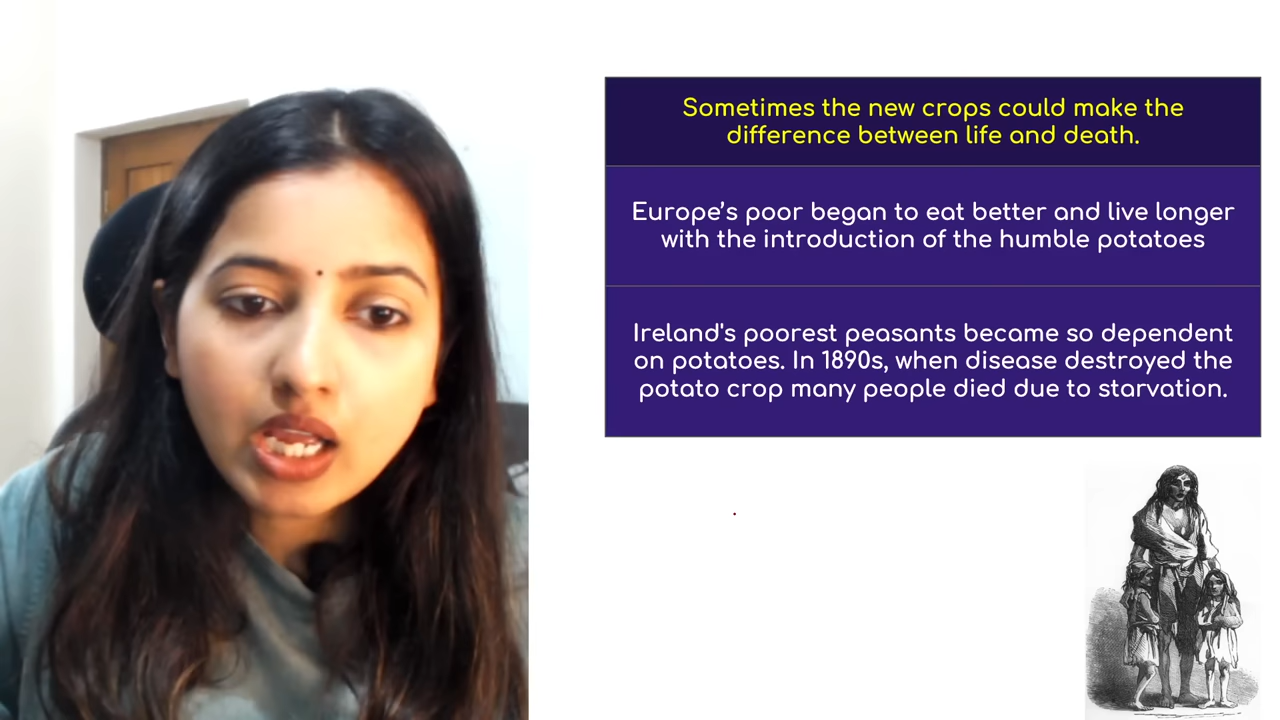 Sometimes the new crops could make the
difference between life and death.
Europe’s poor began to eat better and live longer
with the introduction of the humble potatoes
Ireland's poorest peasants became so dependent
on potatoes. In 1890s, when disease destroyed the
potato crop many people died due to starvation.